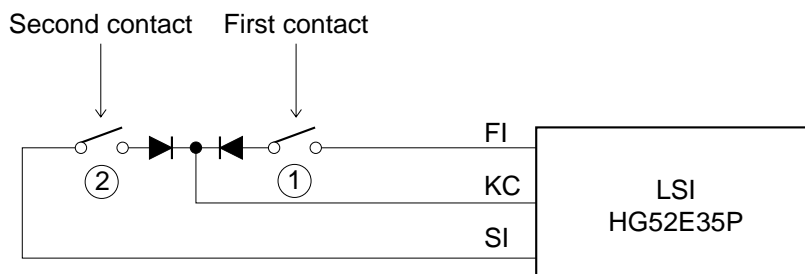 Second contact First contact
FI
2 1
KC
LSI
HG52E35P
SI